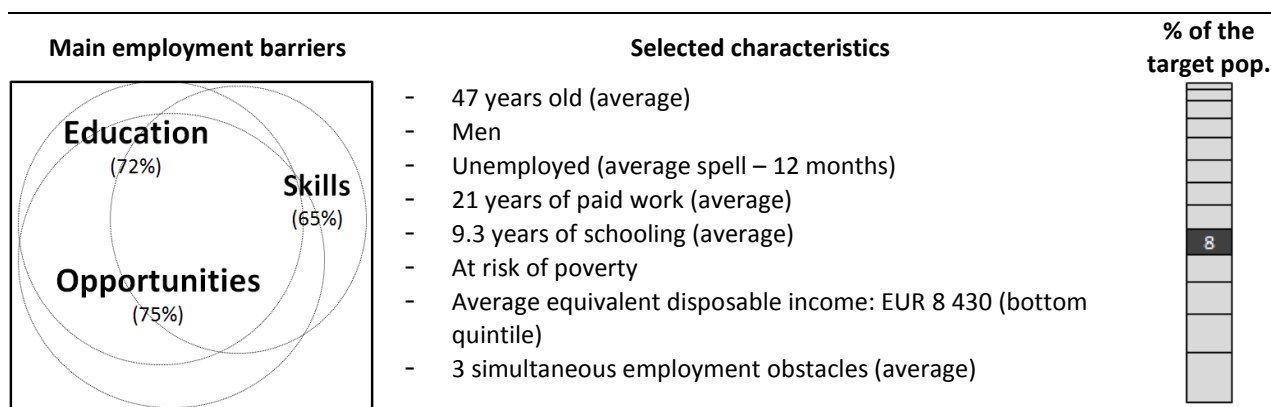 Main employment barriers
Selected characteristics
% of the
target pop.
Education
(72%)
Skills
(65%)
Opportunities
(75%)
- 47 years old (average)
- Men
- Unemployed (average spell – 12 months)
- 21 years of paid work (average)
- 9.3 years of schooling (average)
- At risk of poverty
- Average equivalent disposable income: EUR 8 430 (bottom
quintile)
- 3 simultaneous employment obstacles (average)
8